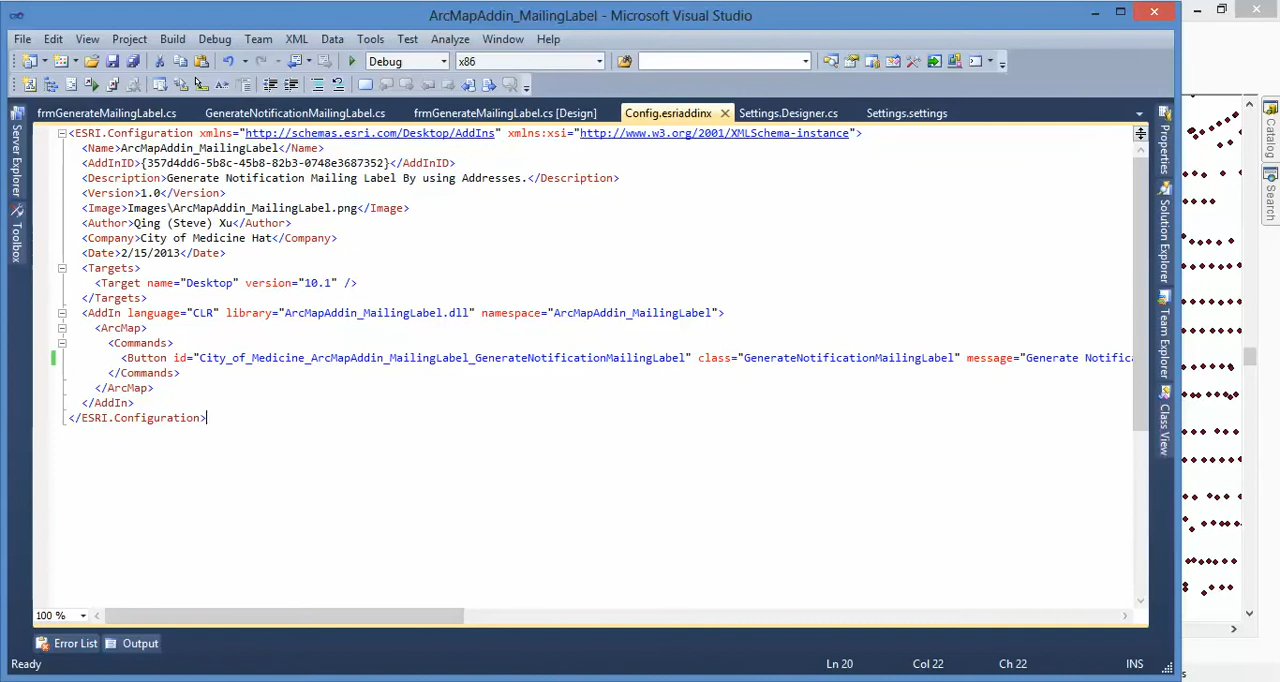 ArcMapAddin_MailingLabel - Microsoft Visual Studio
File Edit View Project Build Debug Team XML Data Tools Test Analyze Window Help
Debug x86
frmGenerateMailingLabel.cs GenerateNotificationMailingLabel.cs frmGenerateMailingLabel.cs [Design] Config.esriaddinx Settings.Designer.cs Settings.settings
<ESRI.Configuration xmlns="http://schemas.esri.com/Desktop/AddIns" xmlns:xsi="http://www.w3.org/2001/XMLSchema-instance">
<Name>ArcMapAddin_MailingLabel</Name>
<AddInID>{357d4dd6-5b8c-45b8-82b3-0748e3687352}</AddInID>
<Description>Generate Notification Mailing Label By using Addresses.</Description>
<Version>1.0</Version>
<Image>Images\ArcMapAddin_MailingLabel.png</Image>
<Author>Qing (Steve) Xu</Author>
<Company>City of Medicine Hat</Company>
<Date>2/15/2013</Date>
<Targets>
<Target name="Desktop" version="10.1" />
</Targets>
<AddIn language="CLR" library="ArcMapAddin_MailingLabel.dll" namespace="ArcMapAddin_MailingLabel">
<ArcMap>
<Commands>
<Button id="City_of_Medicine_ArcMapAddin_MailingLabel_GenerateNotificationMailingLabel" class="GenerateNotificationMailingLabel" message="Generate Notifica
</Commands>
</ArcMap>
</AddIn>
</ESRI.Configuration>
100 %
Error List Output
Ready Ln 20 Col 22 Ch 22 INS
Server Explorer
Toolbox
Properties
Solution Explorer
Team Explorer
Class View
Catalog
Search